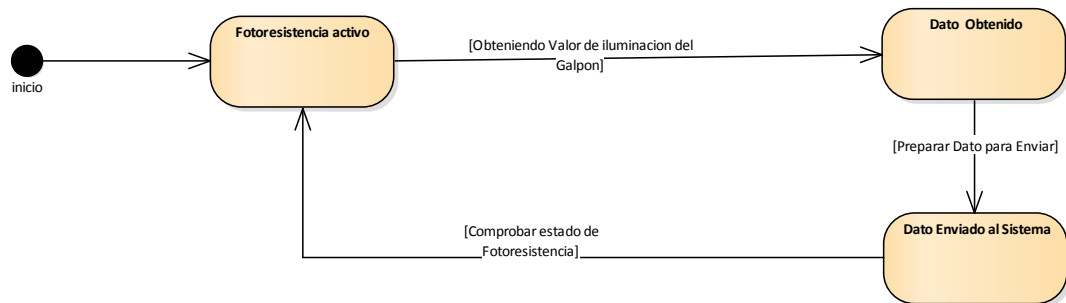 Fotoresistencia activo
[Obteniendo Valor de iluminacion del
Galpon]
Dato Obtenido
inicio
[Preparar Dato para Enviar]
Dato Enviado al Sistema
[Comprobar estado de
Fotoresistencia]